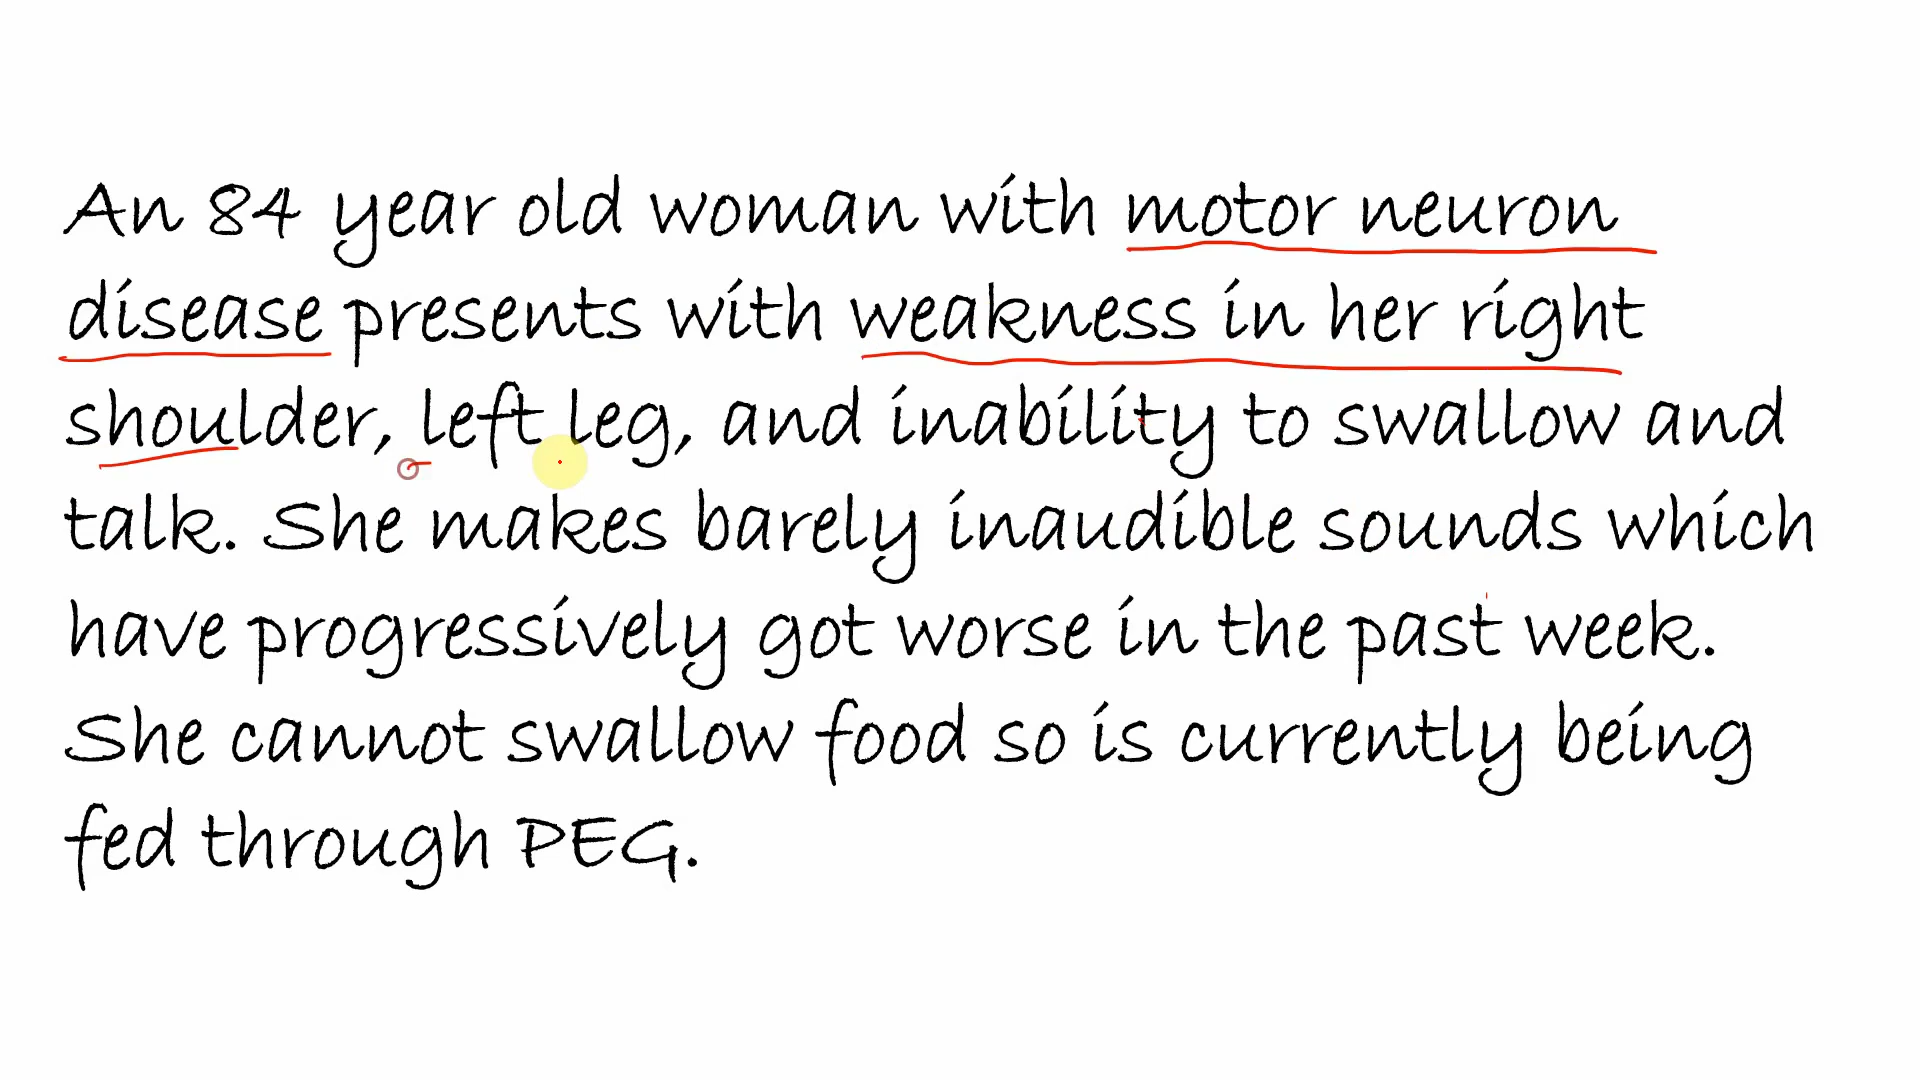 An 84 year old woman with motor neuron
disease presents with weakness in her right
shoulder, left leg, and inability to swallow and
talk. She makes barely inaudible sounds which
have progressively got worse in the past week.
She cannot swallow food so is currently being
fed through PEG.